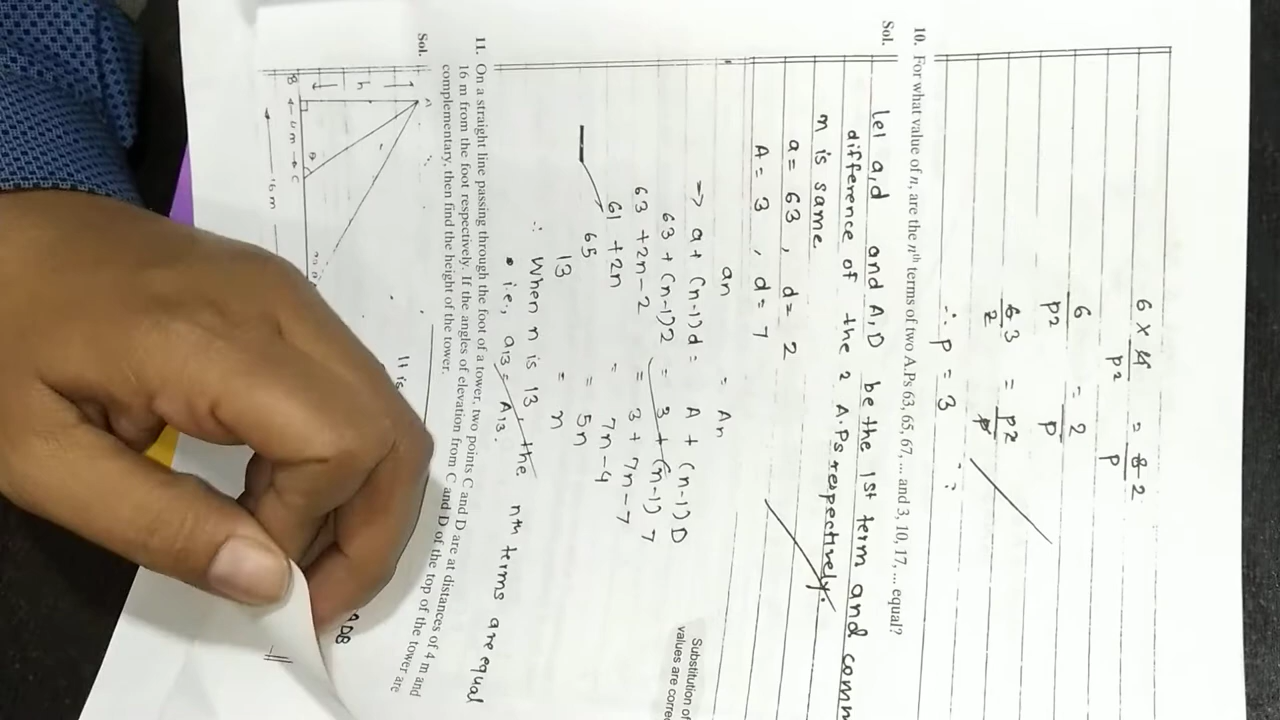 6 × 4/p2 = 8 2/p
6/p2 = 2/p
6 3/2 = p2/p
∴ p = 3
10. For what value of n, are the nth terms of two A.Ps 63, 65, 67, ... and 3, 10, 17, ... equal?
Sol.
Let a,d and A,D be the 1st term and comm
difference of the 2 A.Ps respectively.
n is same
a = 63, d = 2
A = 3, d = 7
an = An
→ a + (n-1)d = A + (n-1)D
63 + (n-1)2 = 3 + (n-1)7
63 + 2n - 2 = 3 + 7n - 7
61 + 2n = 7n - 4
65 = 5n
13 = n
∴ When n is 13, the nth terms are equal
i.e., a13 = A13.
Substitution of
values are corre
11. On a straight line passing through the foot of a tower, two points C and D are at distances of 4 m and
16 m from the foot respectively. If the angles of elevation from C and D of the top of the tower are
complementary, then find the height of the tower.
Sol.
A
h
B
4 m
C
θ
16 m